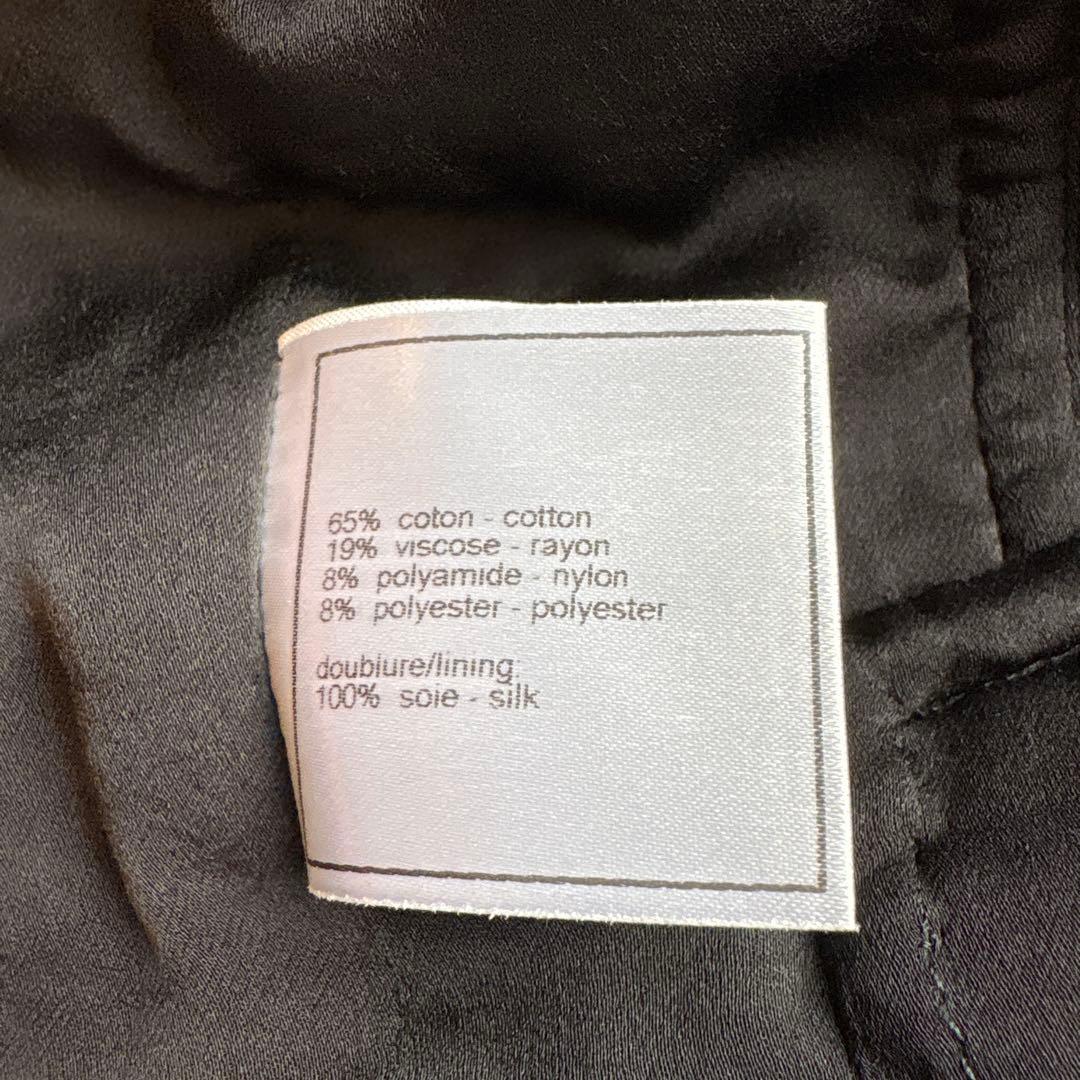 65% coton - cotton
19% viscose - rayon
8% polyamide - nylon
8% polyester - polyester
doublure/lining:
100% soie - silk